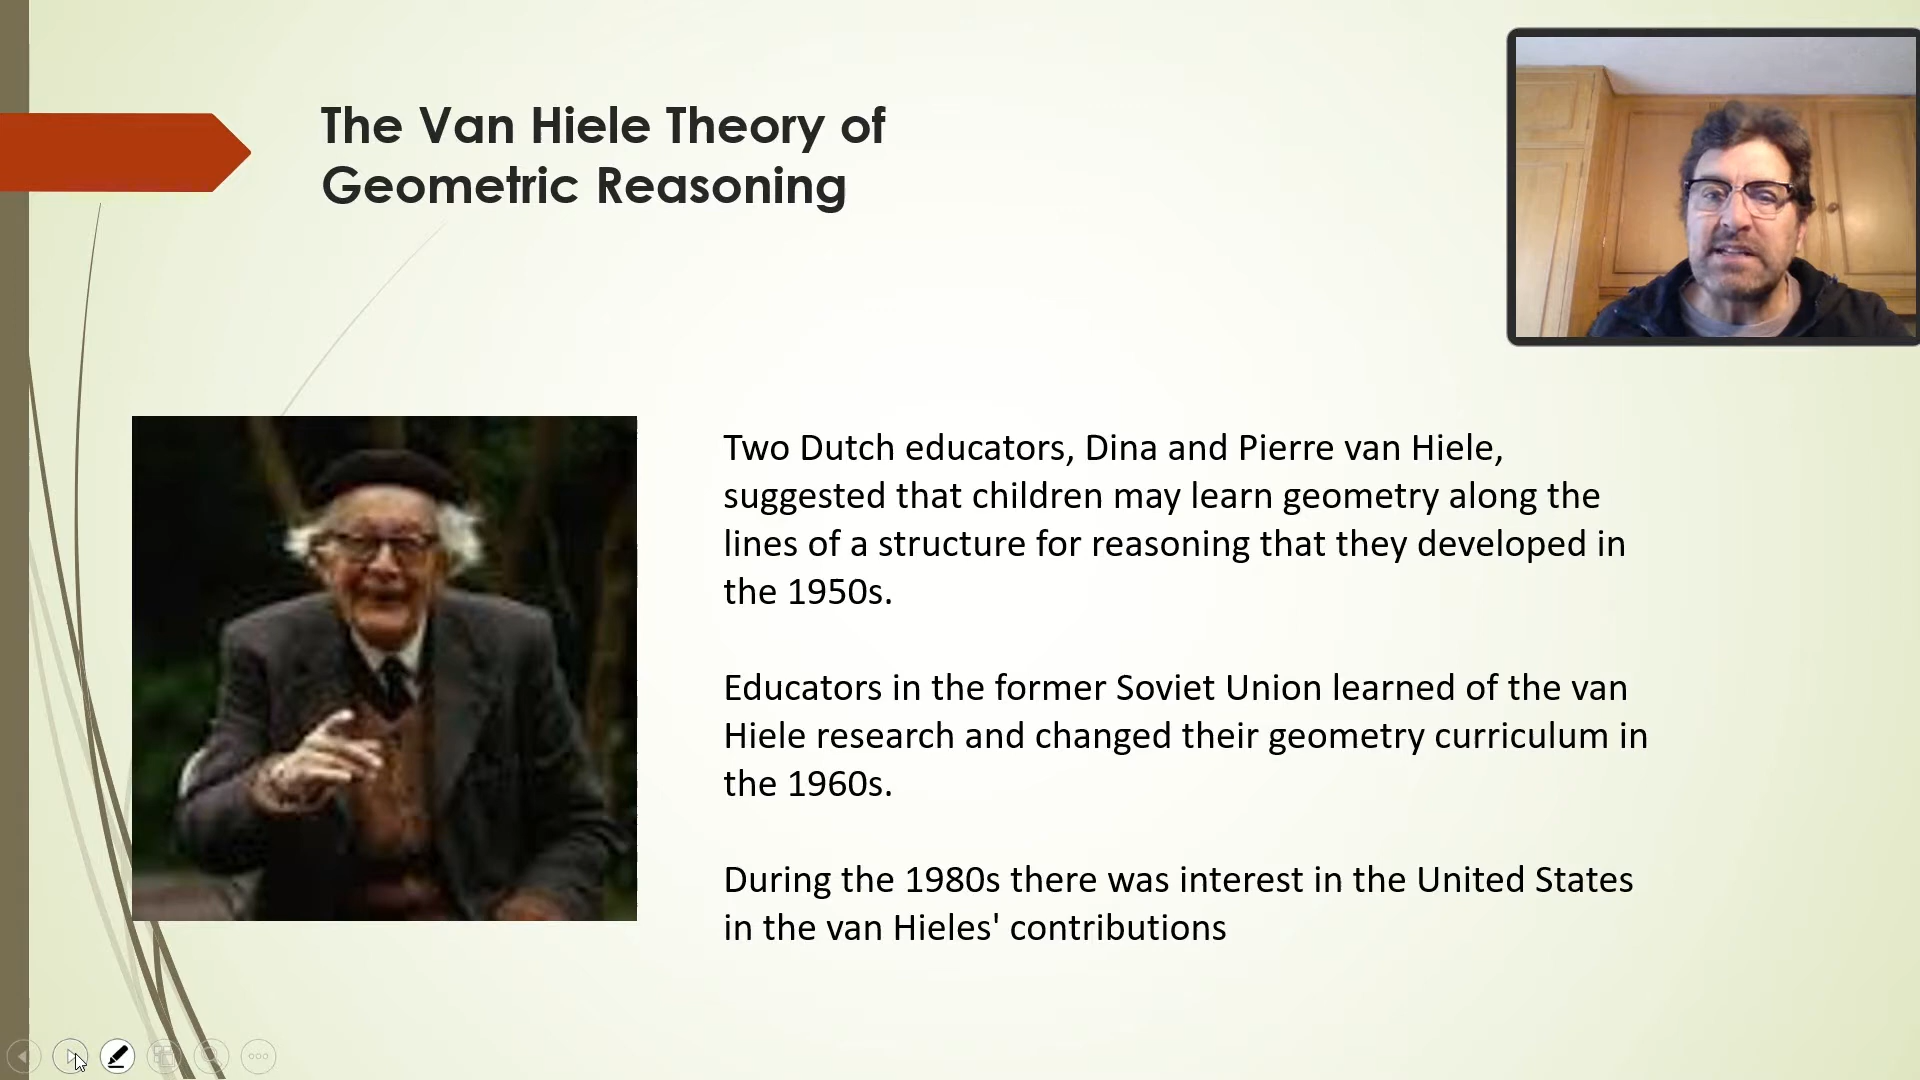 The Van Hiele Theory of
Geometric Reasoning
Two Dutch educators, Dina and Pierre van Hiele,
suggested that children may learn geometry along the
lines of a structure for reasoning that they developed in
the 1950s.
Educators in the former Soviet Union learned of the van
Hiele research and changed their geometry curriculum in
the 1960s.
During the 1980s there was interest in the United States
in the van Hieles' contributions